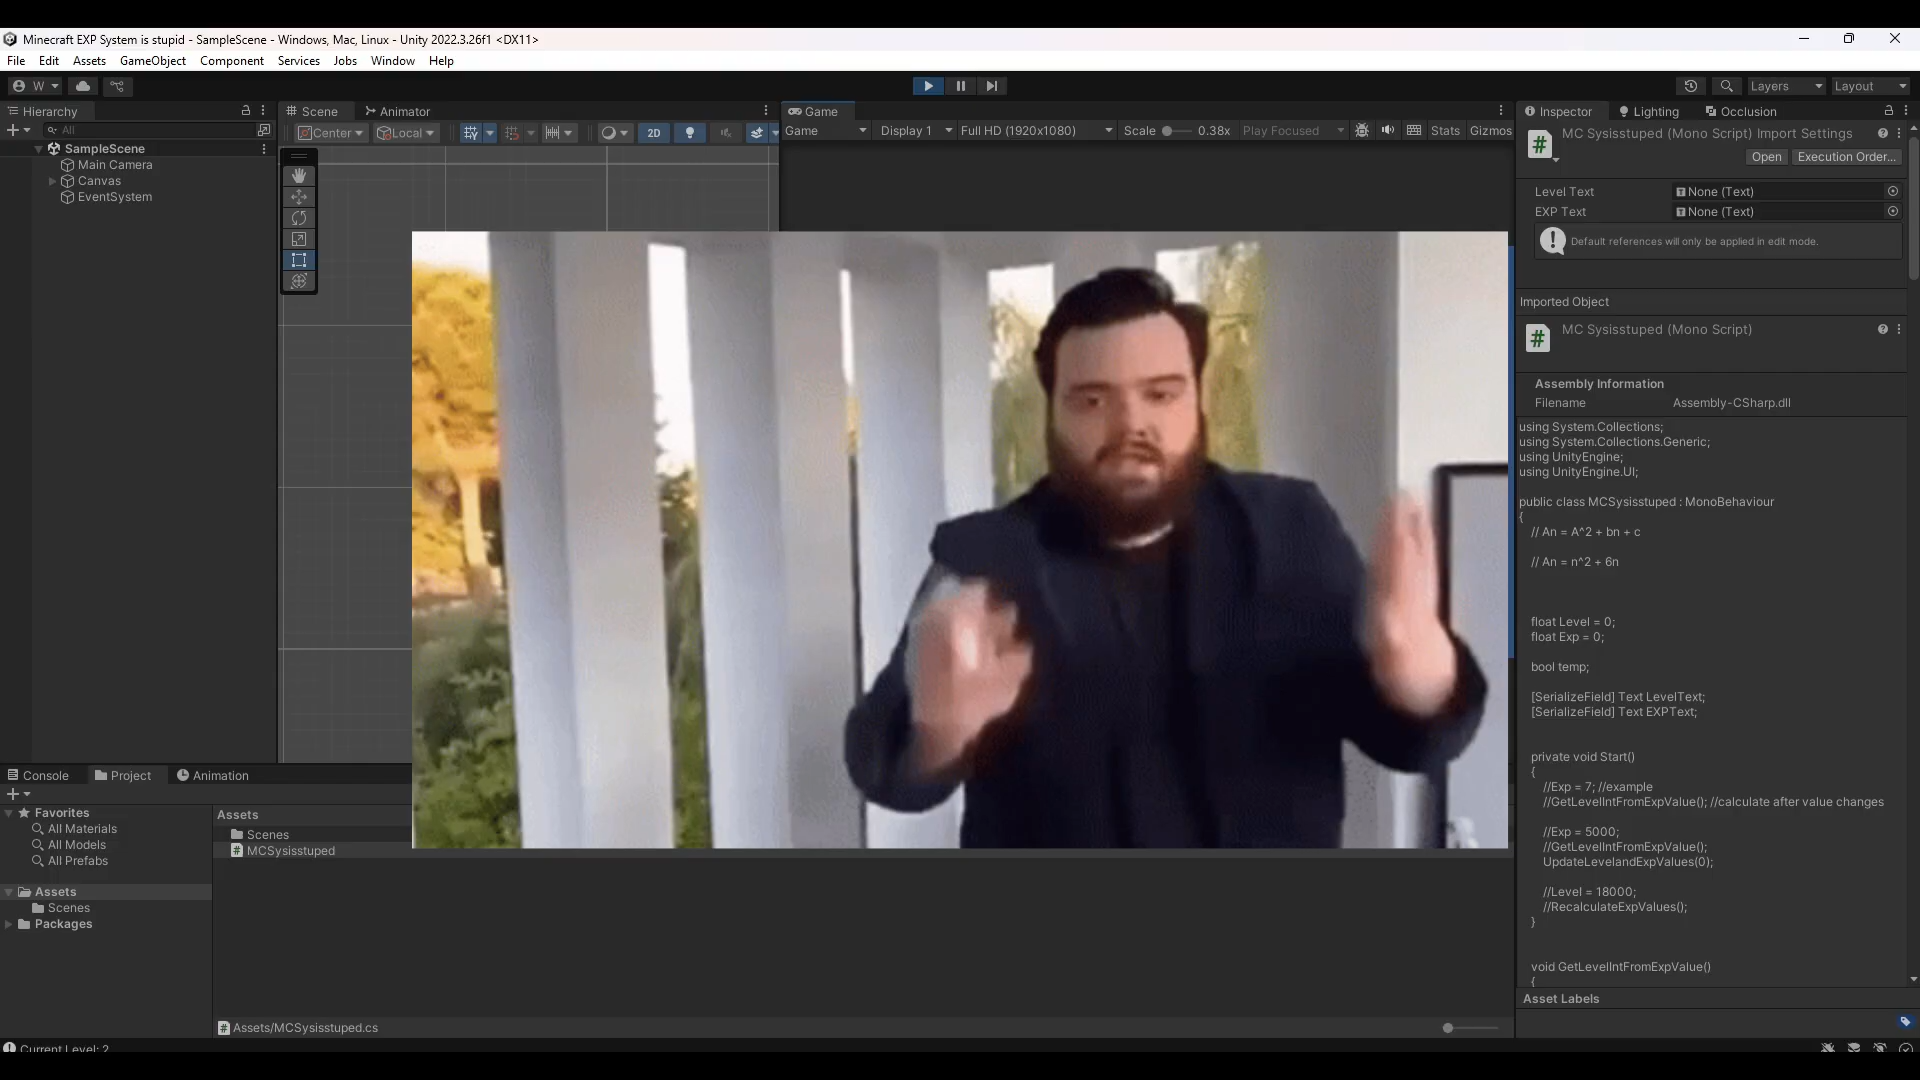 Minecraft EXP System is stupid - SampleScene - Windows, Mac, Linux - Unity 2022.3.26f1 <DX11>
File Edit Assets GameObject Component Services Jobs Window Help
W Layers Layout
Hierarchy
All
SampleScene
Main Camera
Canvas
EventSystem
Scene Animator
Center Local 2D
Game
Game Display 1 Full HD (1920x1080) Scale 0.38x Play Focused Stats Gizmos
Inspector Lighting Occlusion
MC Sysisstuped (Mono Script) Import Settings
Open Execution Order...
Level Text None (Text)
EXP Text None (Text)
Default references will only be applied in edit mode.
Imported Object
MC Sysisstuped (Mono Script)
Assembly Information
Filename Assembly-CSharp.dll
using System.Collections;
using System.Collections.Generic;
using UnityEngine;
using UnityEngine.UI;
public class MCSysisstuped : MonoBehaviour
{
// An = A^2 + bn + c
// An = n^2 + 6n
float Level = 0;
float Exp = 0;
bool temp;
[SerializeField] Text LevelText;
[SerializeField] Text EXPText;
private void Start()
{
//Exp = 7; //example
//GetLevelIntFromExpValue(); //calculate after value changes
//Exp = 5000;
//GetLevelIntFromExpValue();
UpdateLevelandExpValues(0);
//Level = 18000;
//RecalculateExpValues();
}
void GetLevelIntFromExpValue()
{
Asset Labels
Console Project Animation
Favorites
All Materials
All Models
All Prefabs
Assets
Scenes
Packages
Assets
Scenes
MCSysisstuped
Assets/MCSysisstuped.cs
Current Level: 2